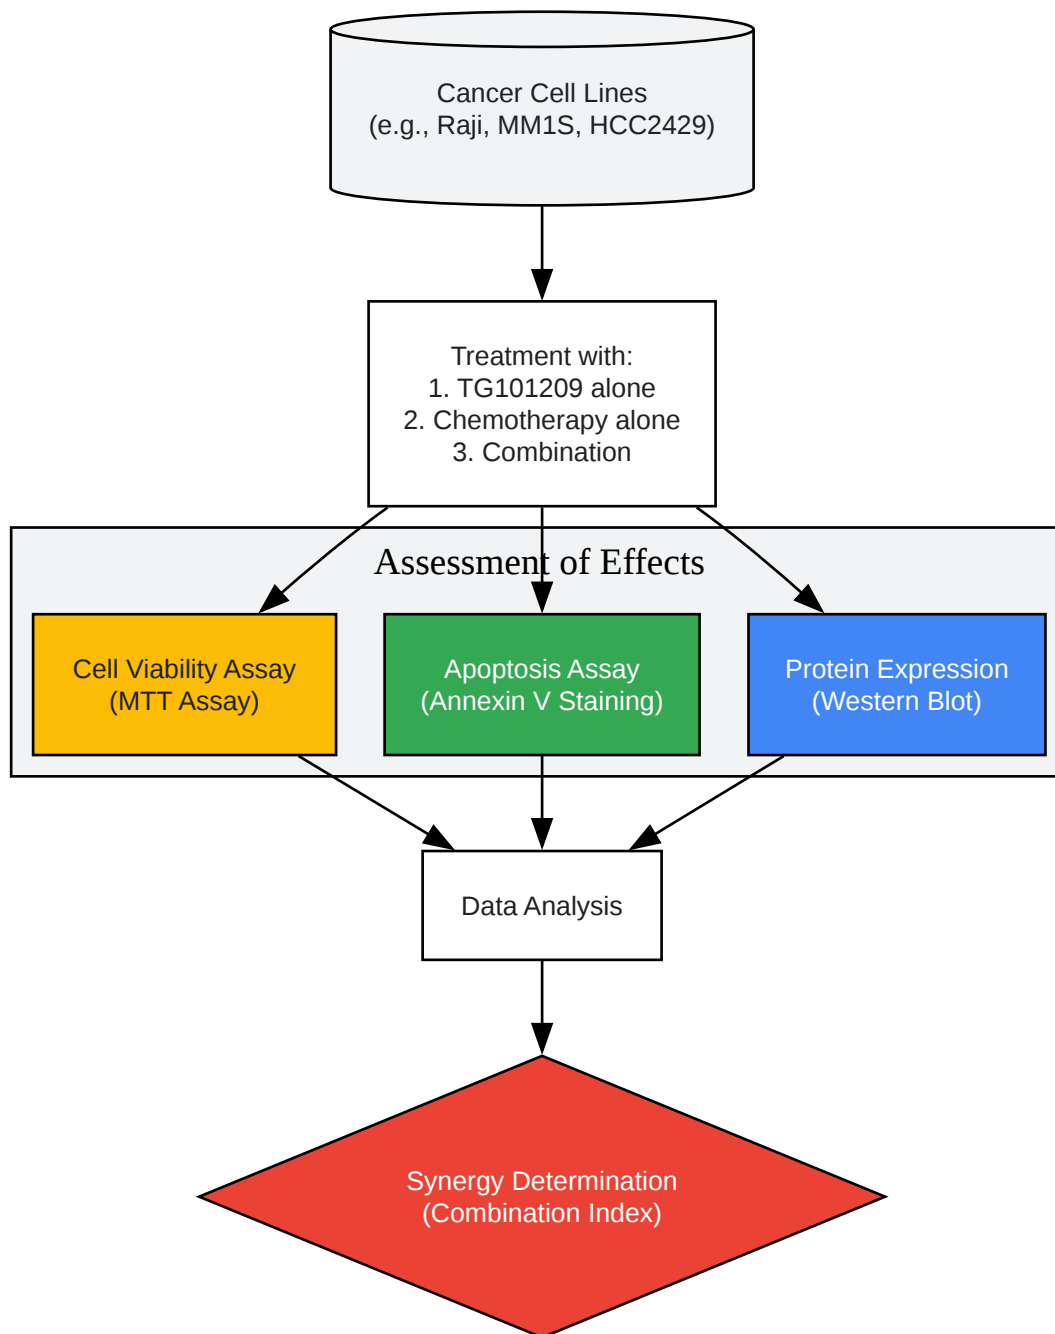 Cancer Cell Lines
(e.g., Raji, MM1S, HCC2429)
Treatment with:
1. TG101209 alone
2. Chemotherapy alone
3. Combination
Assessment of Effects
Cell Viability Assay
(MTT Assay)
Apoptosis Assay
(Annexin V Staining)
Protein Expression
(Western Blot)
Data Analysis
Synergy Determination
(Combination Index)